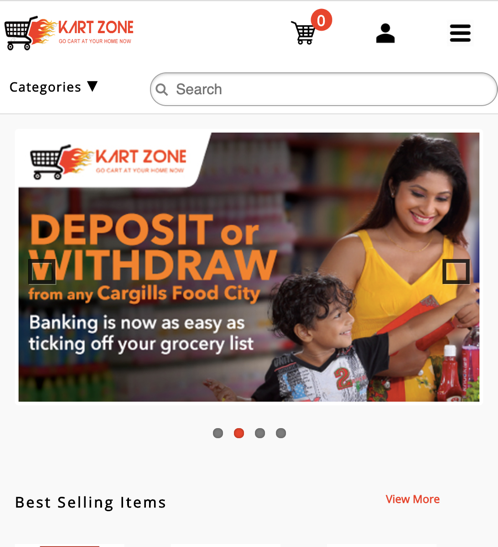 KART ZONE
GO CART AT YOUR HOME NOW
0
Categories ▼
Search
KART ZONE
GO CART AT YOUR HOME NOW
DEPOSIT or
WITHDRAW
from any Cargills Food City
Banking is now as easy as
ticking off your grocery list
2
Best Selling Items
View More